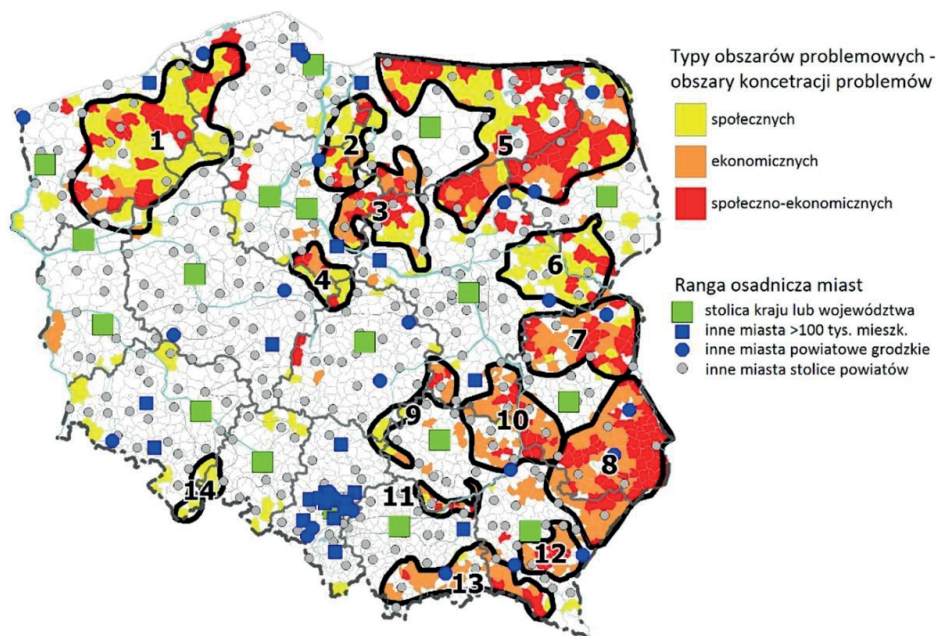 Typy obszarów problemowych -
obszary koncetracji problemów
społecznych
ekonomicznych
społeczno-ekonomicznych
Ranga osadnicza miast
stolica kraju lub województwa
inne miasta >100 tys. mieszk.
inne miasta powiatowe grodzkie
inne miasta stolice powiatów
1
2
5
3
4
6
7
9
10
8
11
14
12
13